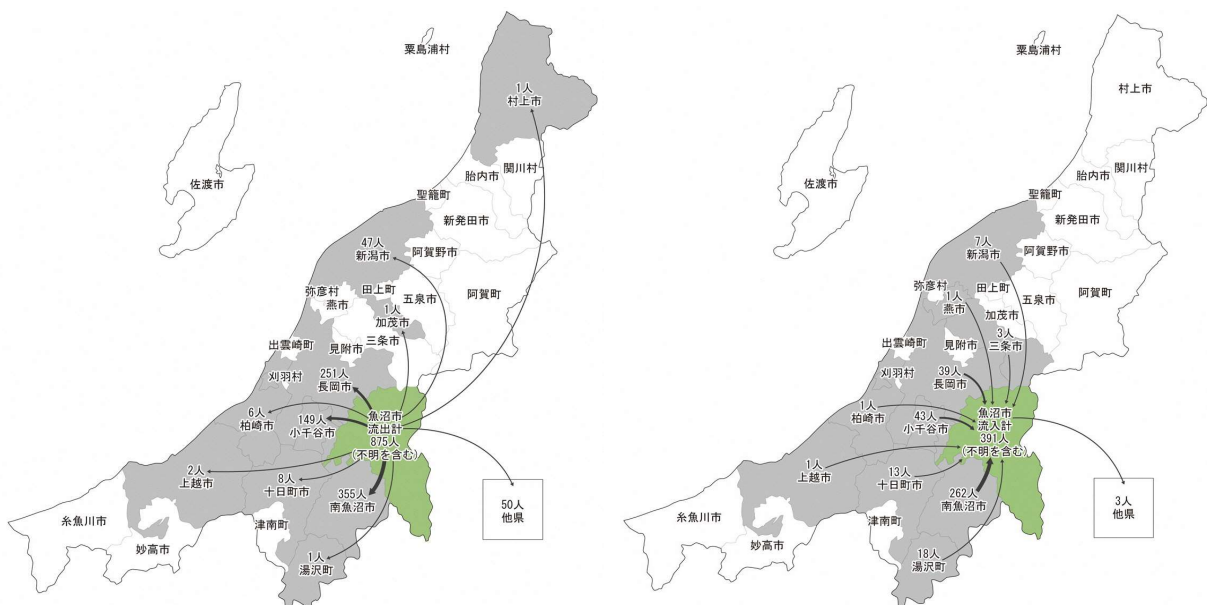 粟島浦村
1人
村上市
関川村
胎内市
聖籠町
新発田市
佐渡市
47人
新潟市
阿賀野市
阿賀町
田上町
五泉市
弥彦村
燕市
1人
加茂市
三条市
出雲崎町
見附市
刈羽村
251人
長岡市
6人
柏崎市
149人
小千谷市
魚沼市
流出計
875人
(不明を含む)
2人
上越市
8人
十日町市
355人
南魚沼市
50人
他県
糸魚川市
妙高市
津南町
1人
湯沢町
粟島浦村
村上市
関川村
胎内市
聖籠町
新発田市
佐渡市
7人
新潟市
阿賀野市
阿賀町
田上町
五泉市
弥彦村
1人
燕市
加茂市
3人
三条市
出雲崎町
見附市
刈羽村
39人
長岡市
1人
柏崎市
43人
小千谷市
魚沼市
流入計
391人
(不明を含む)
1人
上越市
13人
十日町市
262人
南魚沼市
3人
他県
糸魚川市
妙高市
津南町
18人
湯沢町